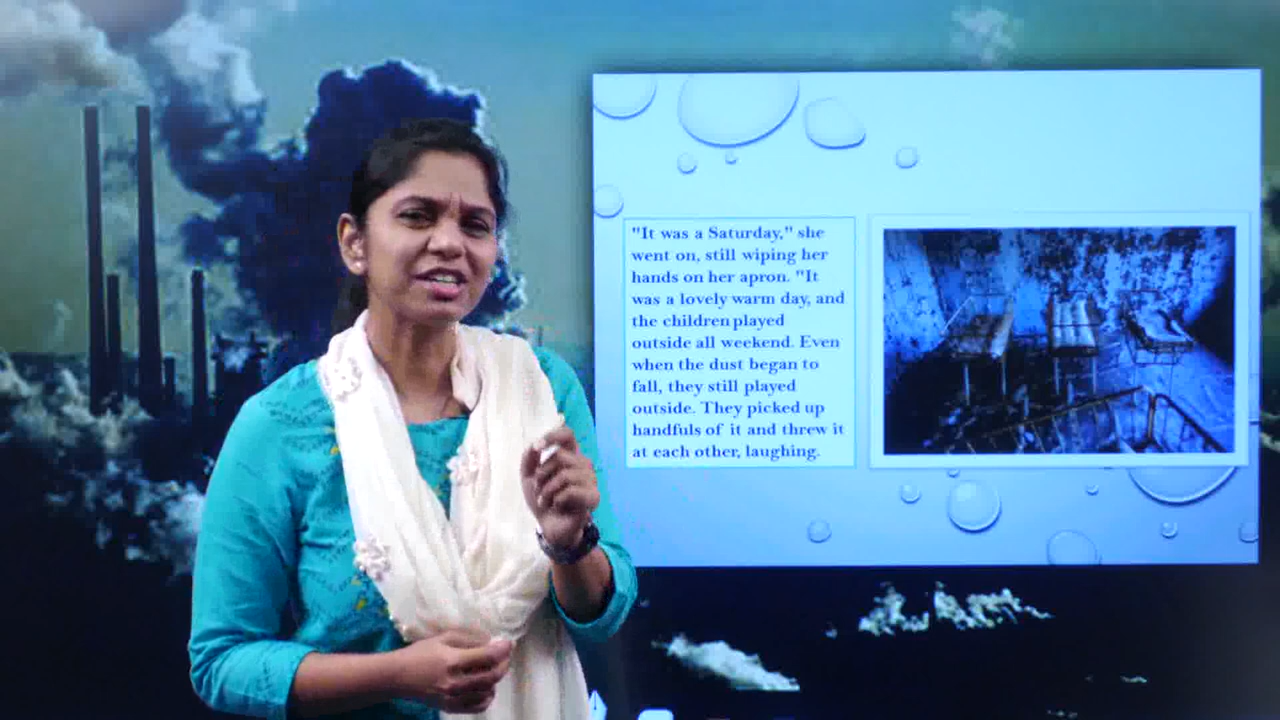 "It was a Saturday," she
went on, still wiping her
hands on her apron. "It
was a lovely warm day, and
the children played
outside all weekend. Even
when the dust began to
fall, they still played
outside. They picked up
handfuls of it and threw it
at each other, laughing.